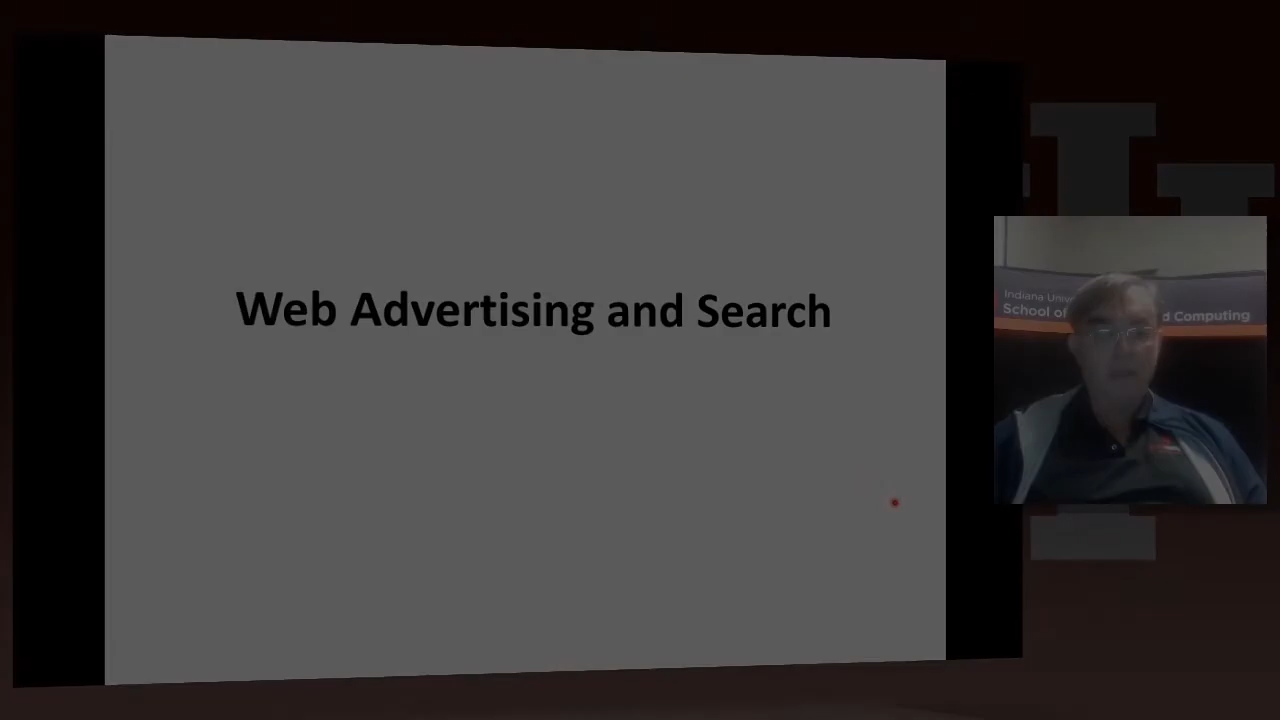 Web Advertising and Search
Indiana Univ
School of d Computing